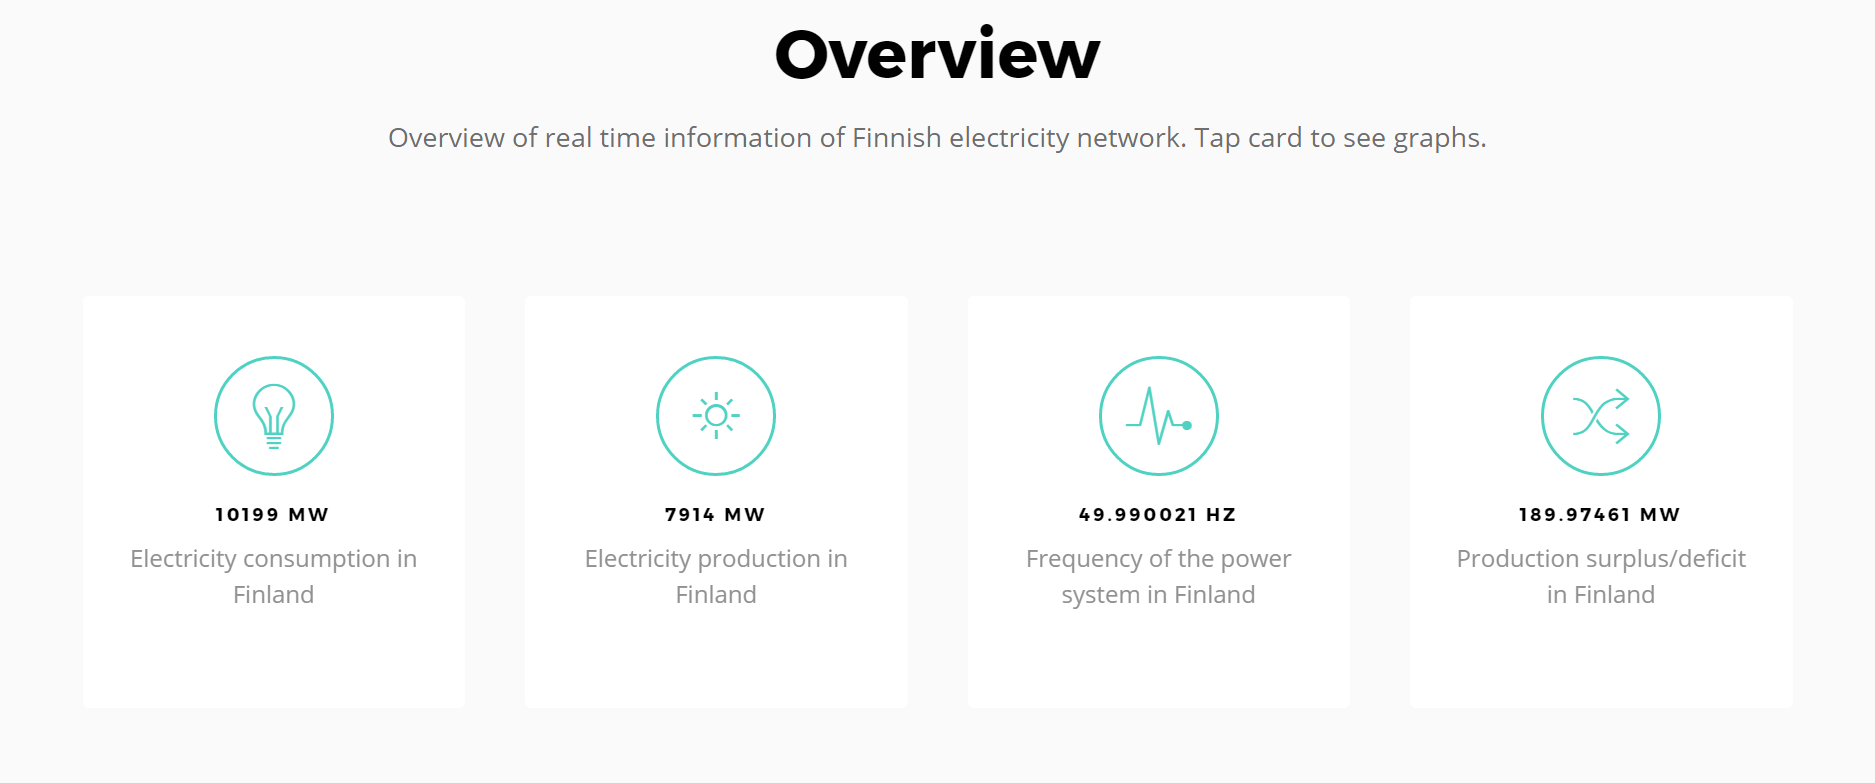 Overview
Overview of real time information of Finnish electricity network. Tap card to see graphs.
10199 MW
Electricity consumption in
Finland
7914 MW
Electricity production in
Finland
49.990021 HZ
Frequency of the power
system in Finland
189.97461 MW
Production surplus/deficit
in Finland